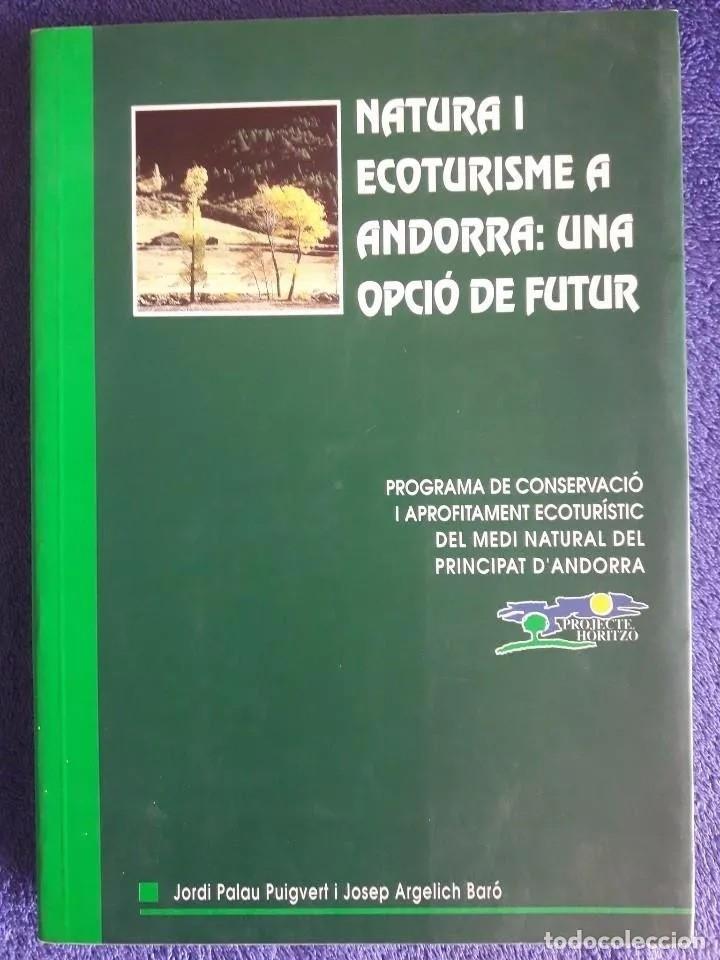 NATURA I
ECOTURISME A
ANDORRA: UNA
OPCIÓ DE FUTUR
PROGRAMA DE CONSERVACIÓ
I APROFITAMENT ECOTURÍSTIC
DEL MEDI NATURAL DEL
PRINCIPAT D'ANDORRA
PROJECTE
HORITZÓ
Jordi Palau Puigvert i Josep Argelich Baró
todocoleccion